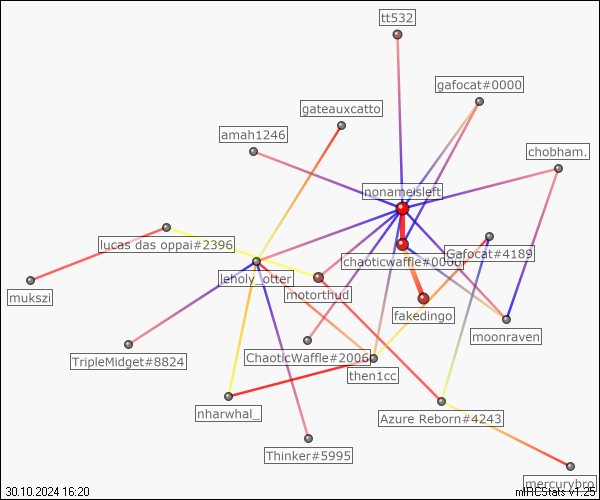 tt532
gafocat#0000
gateauxcatto
amah1246
chobham.
nonameisleft
lucas das oppai#2396
chaoticwaffle#0000
Gafocat#4189
leholy_otter
motorthud
mukszi
fakedingo
moonraven
TripleMidget#8824
ChaoticWaffle#2006
then1cc
nharwhal_
Azure Reborn#4243
Thinker#5995
mercurybro
30.10.2024 16:20
mIRCStats v1.25